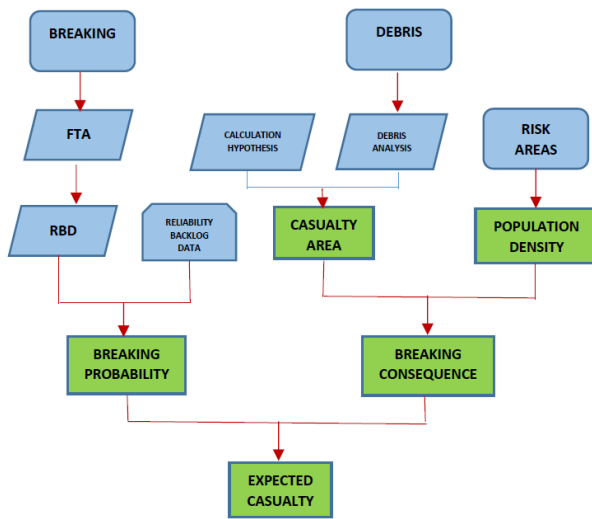 BREAKING
DEBRIS
FTA
CALCULATION
HYPOTHESIS
DEBRIS
ANALYSIS
RISK
AREAS
RBD
RELIABILITY
BACKLOG
DATA
CASUALTY
AREA
POPULATION
DENSITY
BREAKING
PROBABILITY
BREAKING
CONSEQUENCE
EXPECTED
CASUALTY